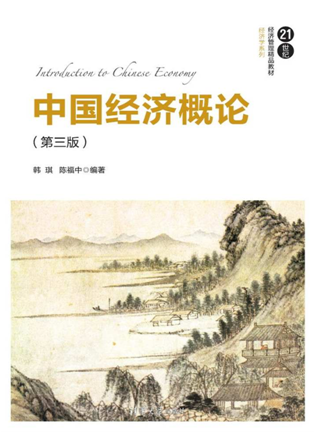 21
世纪
经济管理精品教材
经济学系列
Introduction to Chinese Economy
中国经济概论
（第三版）
韩 琪 陈福中◎编著